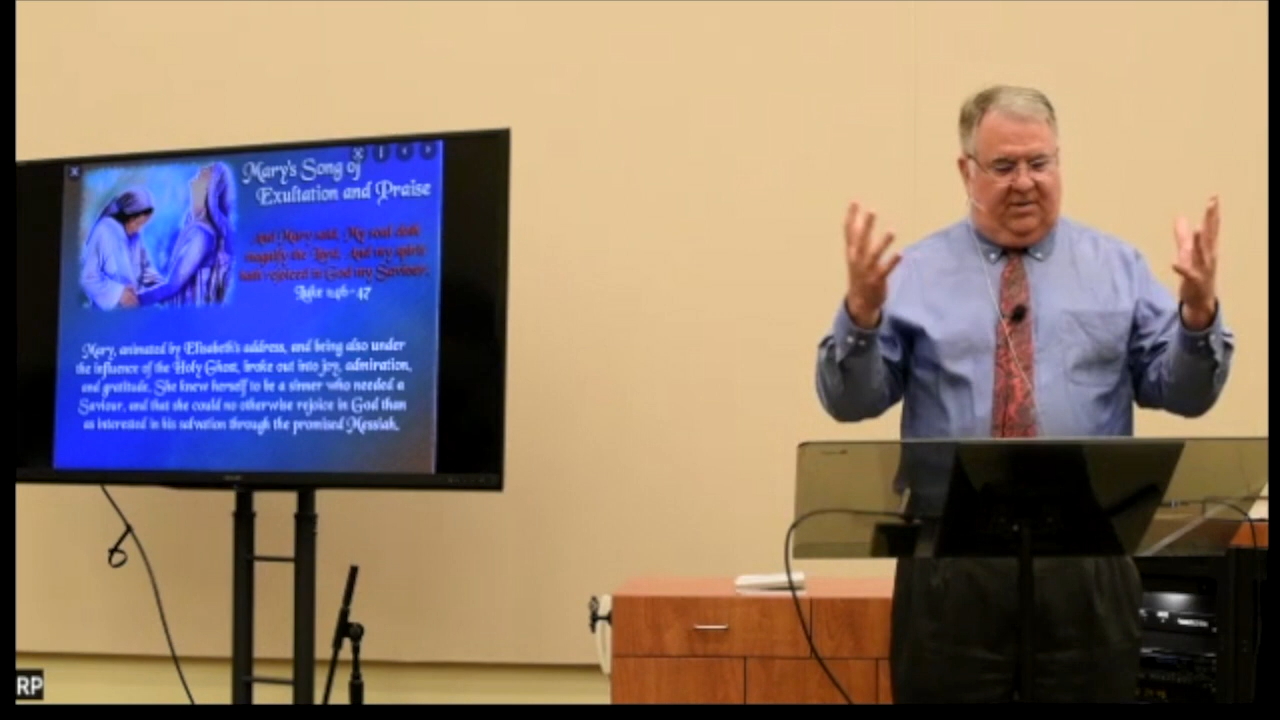 Mary's Song of
Exultation and Praise
And Mary said, My soul doth
magnify the Lord, And my spirit
hath rejoiced in God my Saviour.
Luke 1:46-47
Mary, animated by Elisabeth's address, and being also under
the influence of the Holy Ghost, broke out into joy, admiration,
and gratitude. She knew herself to be a sinner who needed a
Saviour, and that she could no otherwise rejoice in God than
as interested in his salvation through the promised Messiah.
RP